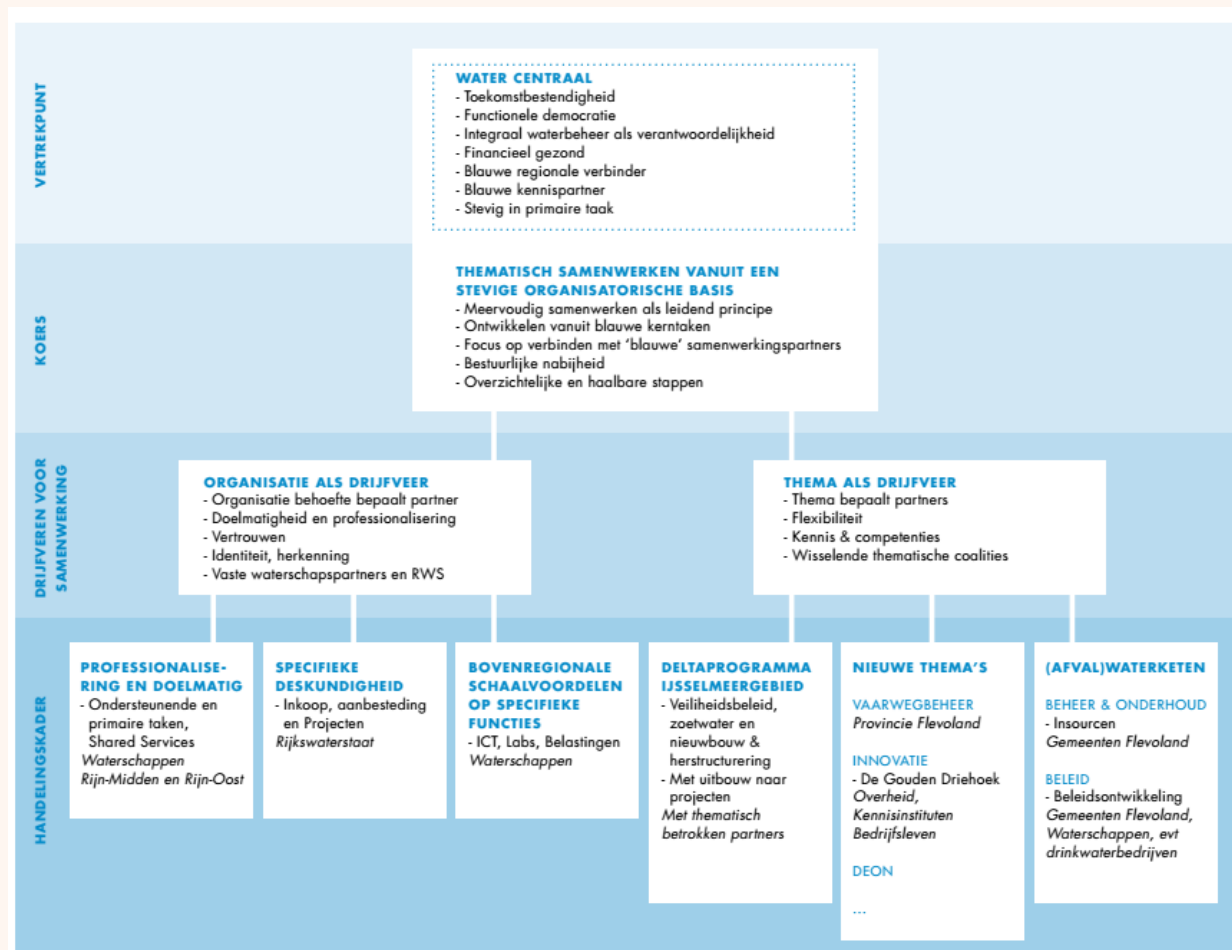 VERTREKPUNT
WATER CENTRAAL
- Toekomstbestendigheid
- Functionele democratie
- Integraal waterbeheer als verantwoordelijkheid
- Financieel gezond
- Blauwe regionale verbinder
- Blauwe kennispartner
- Stevig in primaire taak
KOERS
THEMATISCH SAMENWERKEN VANUIT EEN
STEVIGE ORGANISATORISCHE BASIS
- Meervoudig samenwerken als leidend principe
- Ontwikkelen vanuit blauwe kerntaken
- Focus op verbinden met ‘blauwe’ samenwerkingspartners
- Bestuurlijke nabijheid
- Overzichtelijke en haalbare stappen
DRIJFVEREN VOOR
SAMENWERKING
ORGANISATIE ALS DRIJFVEER
- Organisatie behoefte bepaalt partner
- Doelmatigheid en professionalisering
- Vertrouwen
- Identiteit, herkenning
- Vaste waterschapspartners en RWS
THEMA ALS DRIJFVEER
- Thema bepaalt partners
- Flexibiliteit
- Kennis & competenties
- Wisselende thematische coalities
HANDELINGSKADER
PROFESSIONALISE-
RING EN DOELMATIG
- Ondersteunende en
primaire taken,
Shared Services
Waterschappen
Rijn-Midden en Rijn-Oost
SPECIFIEKE
DESKUNDIGHEID
- Inkoop, aanbesteding
en Projecten
Rijkswaterstaat
BOVENREGIONALE
SCHAALVOORDELEN
OP SPECIFIEKE
FUNCTIES
- ICT, Labs, Belastingen
Waterschappen
DELTAPROGRAMMA
IJSSELMEERGEBIED
- Veiliheidsbeleid,
zoetwater en
nieuwbouw &
herstructurering
- Met uitbouw naar
projecten
Met thematisch
betrokken partners
NIEUWE THEMA’S
VAARWEGBEHEER
Provincie Flevoland
INNOVATIE
- De Gouden Driehoek
Overheid,
Kennisinstituten
Bedrijfsleven
DEON
...
(AFVAL)WATERKETEN
BEHEER & ONDERHOUD
- Insourcen
Gemeenten Flevoland
BELEID
- Beleidsontwikkeling
Gemeenten Flevoland,
Waterschappen, evt
drinkwaterbedrijven